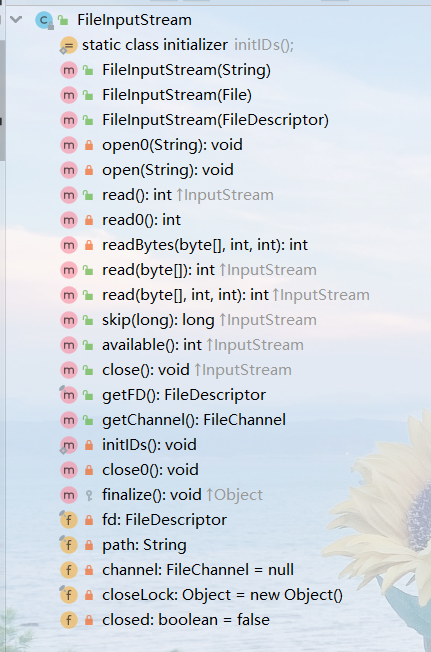 FileInputStream
static class initializer initIDs();
FileInputStream(String)
FileInputStream(File)
FileInputStream(FileDescriptor)
open0(String): void
open(String): void
read(): int ↑InputStream
read0(): int
readBytes(byte[], int, int): int
read(byte[]): int ↑InputStream
read(byte[], int, int): int ↑InputStream
skip(long): long ↑InputStream
available(): int ↑InputStream
close(): void ↑InputStream
getFD(): FileDescriptor
getChannel(): FileChannel
initIDs(): void
close0(): void
finalize(): void ↑Object
fd: FileDescriptor
path: String
channel: FileChannel = null
closeLock: Object = new Object()
closed: boolean = false